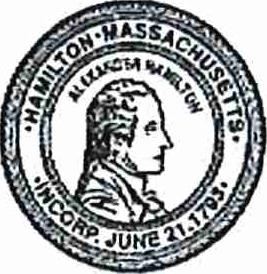 ·HAMILTON·MASSACHUSETTS·
ALEXANDER HAMILTON
·INCORP. JUNE 21, 1793·